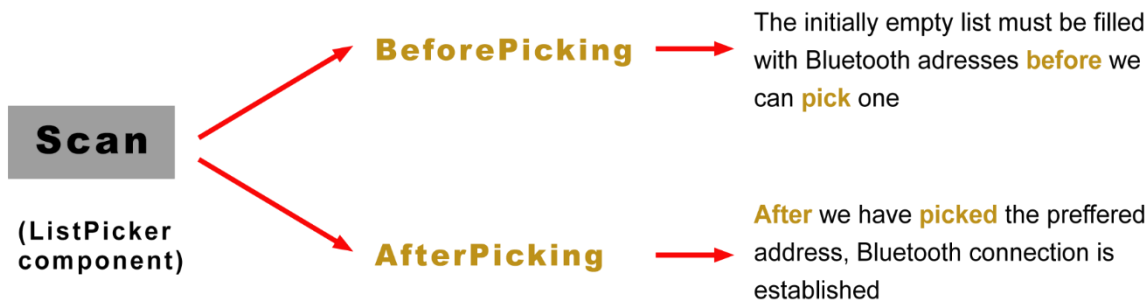 Scan
(ListPicker
component)
BeforePicking
The initially empty list must be filled
with Bluetooth adresses before we
can pick one
AfterPicking
After we have picked the preffered
address, Bluetooth connection is
established